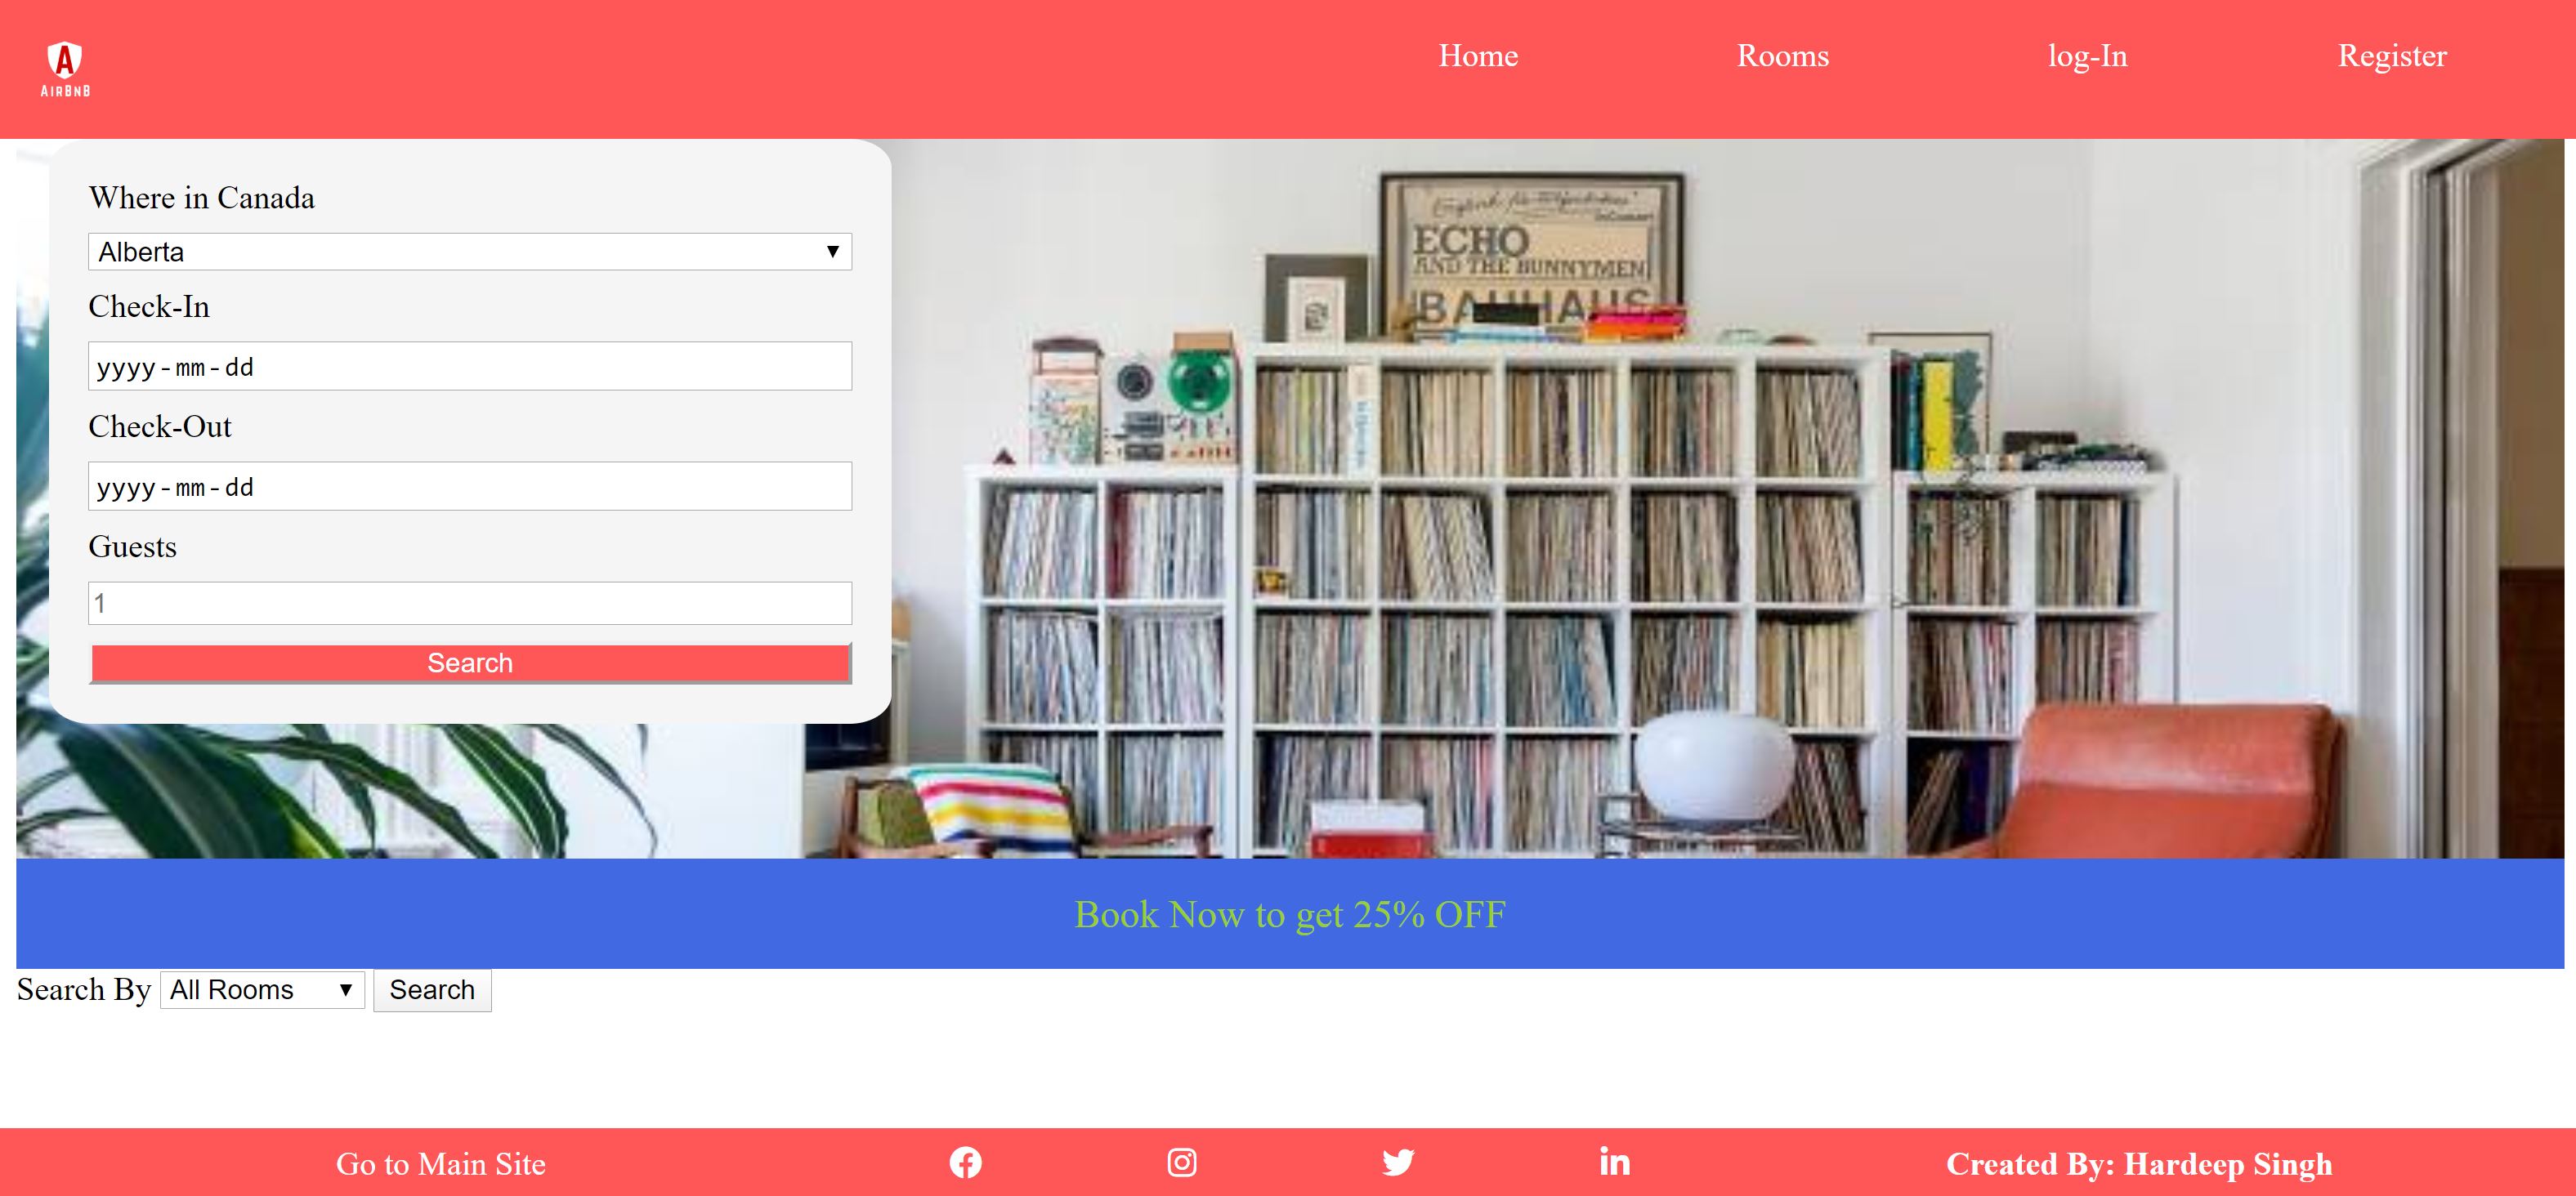 A
AIRBNB
Home
Rooms
log-In
Register
Where in Canada
Alberta
Check-In
yyyy-mm-dd
Check-Out
yyyy-mm-dd
Guests
1
Search
ECHO
AND THE BUNNYMEN
BAUHAUS
Book Now to get 25% OFF
Search By All Rooms Search
Go to Main Site
Created By: Hardeep Singh